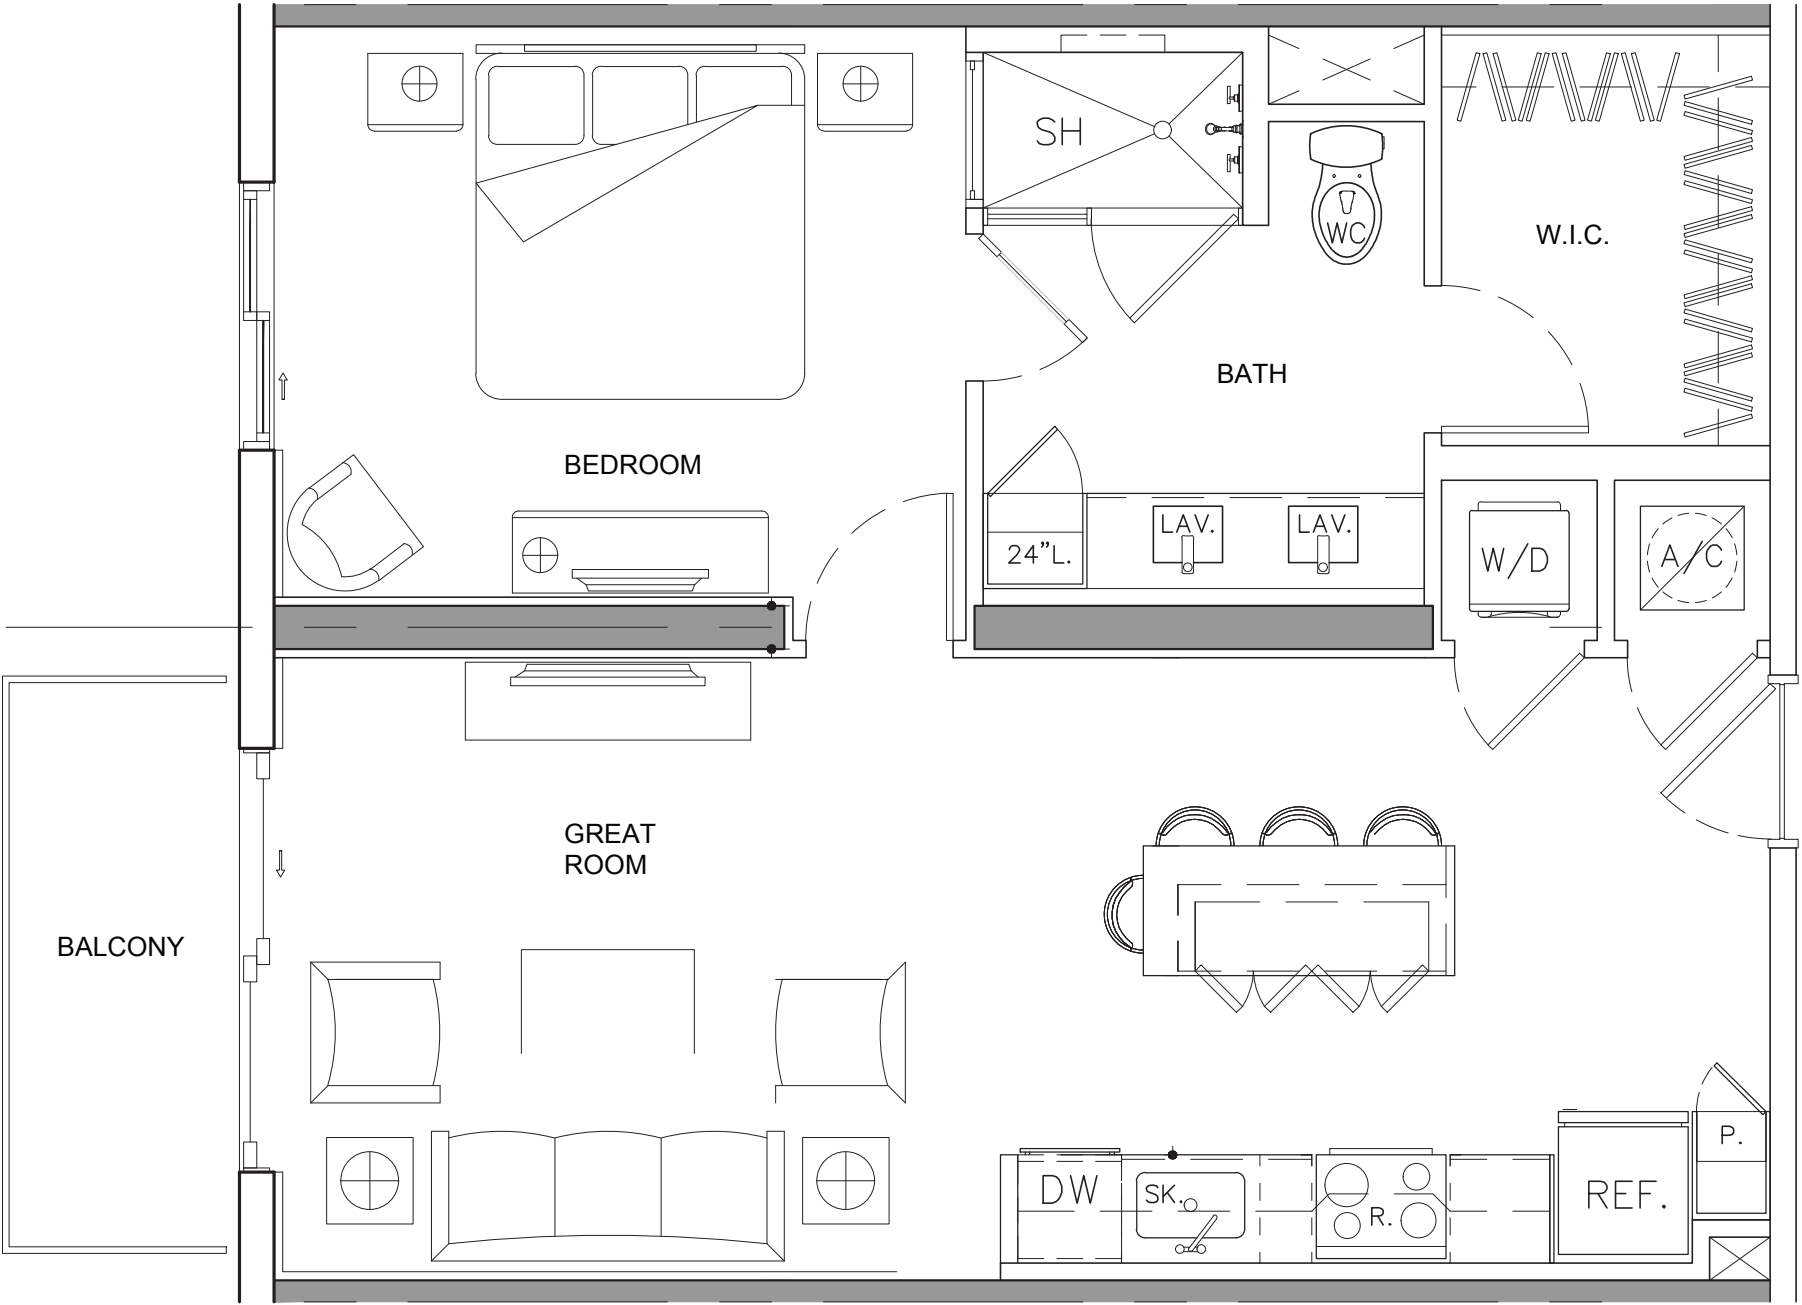 SH
WC
W.I.C.
BATH
BEDROOM
LAV.
LAV.
24"L.
W/D
A/C
GREAT
ROOM
BALCONY
P.
DW
SK.
R.
REF.